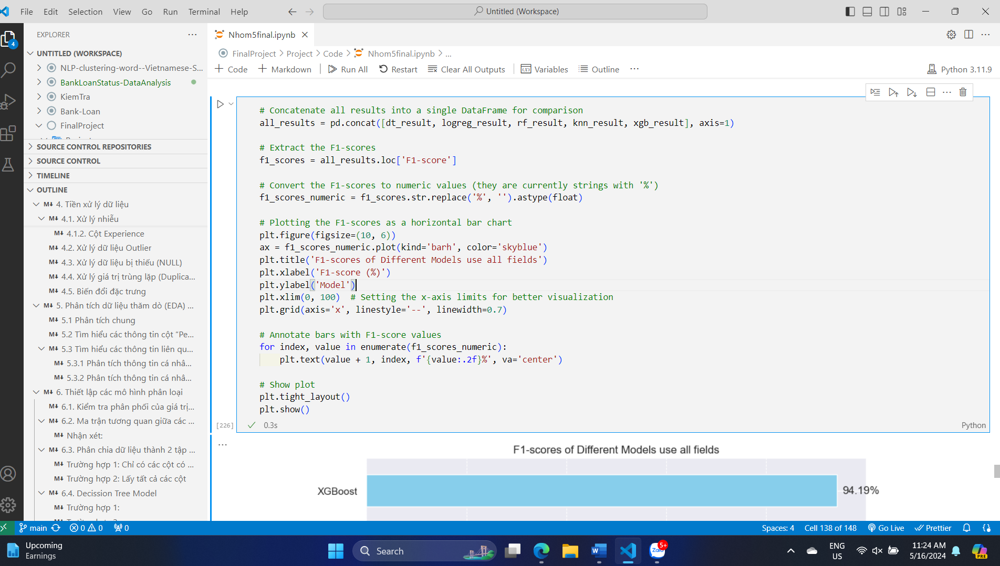 File Edit Selection View Go Run Terminal Help
Untitled (Workspace)
EXPLORER
UNTITLED (WORKSPACE)
NLP-clustering-word--Vietnamese-S...
BankLoanStatus-DataAnalysis
KiemTra
Bank-Loan
FinalProject
SOURCE CONTROL REPOSITORIES
SOURCE CONTROL
TIMELINE
OUTLINE
4. Tiền xử lý dữ liệu
4.1. Xử lý nhiễu
4.1.2. Cột Experience
4.2. Xử lý dữ liệu Outlier
4.3. Xử lý dữ liệu bị thiếu (NULL)
4.4. Xử lý giá trị trùng lặp (Duplica...
4.5. Biến đổi đặc trưng
5. Phân tích dữ liệu thăm dò (EDA) ...
5.1 Phân tích chung
5.2 Tìm hiểu các thông tin cột “Pe...
5.3 Tìm hiểu các thông tin liên qu...
5.3.1 Phân tích thông tin cá nhâ...
5.3.2 Phân tích thông tin cá nhâ...
6. Thiết lập các mô hình phân loại
6.1. Kiểm tra phân phối của giá trị...
6.2. Ma trận tương quan giữa các ...
Nhận xét:
6.3. Phân chia dữ liệu thành 2 tập ...
Trường hợp 1: Chỉ có các cột có ...
Trường hợp 2: Lấy tất cả các cột
6.4. Decission Tree Model
Trường hợp 1:
Nhom5final.ipynb
FinalProject > Project > Code > Nhom5final.ipynb > ...
+ Code + Markdown | Run All Restart Clear All Outputs | Variables Outline ...
Python 3.11.9
# Concatenate all results into a single DataFrame for comparison
all_results = pd.concat([dt_result, logreg_result, rf_result, knn_result, xgb_result], axis=1)
# Extract the F1-scores
f1_scores = all_results.loc['F1-score']
# Convert the F1-scores to numeric values (they are currently strings with '%')
f1_scores_numeric = f1_scores.str.replace('%', '').astype(float)
# Plotting the F1-scores as a horizontal bar chart
plt.figure(figsize=(10, 6))
ax = f1_scores_numeric.plot(kind='barh', color='skyblue')
plt.title('F1-scores of Different Models use all fields')
plt.xlabel('F1-score (%)')
plt.ylabel('Model')
plt.xlim(0, 100)  # Setting the x-axis limits for better visualization
plt.grid(axis='x', linestyle='--', linewidth=0.7)
# Annotate bars with F1-score values
for index, value in enumerate(f1_scores_numeric):
    plt.text(value + 1, index, f'{value:.2f}%', va='center')
# Show plot
plt.tight_layout()
plt.show()
[226] 0.3s Python
F1-scores of Different Models use all fields
XGBoost 94.19%
main 0 0 0
Spaces: 4 Cell 138 of 148 Go Live Prettier
Upcoming
Earnings
4
Search
Zalo 5+
ENG
US
11:24 AM
5/16/2024
PRE